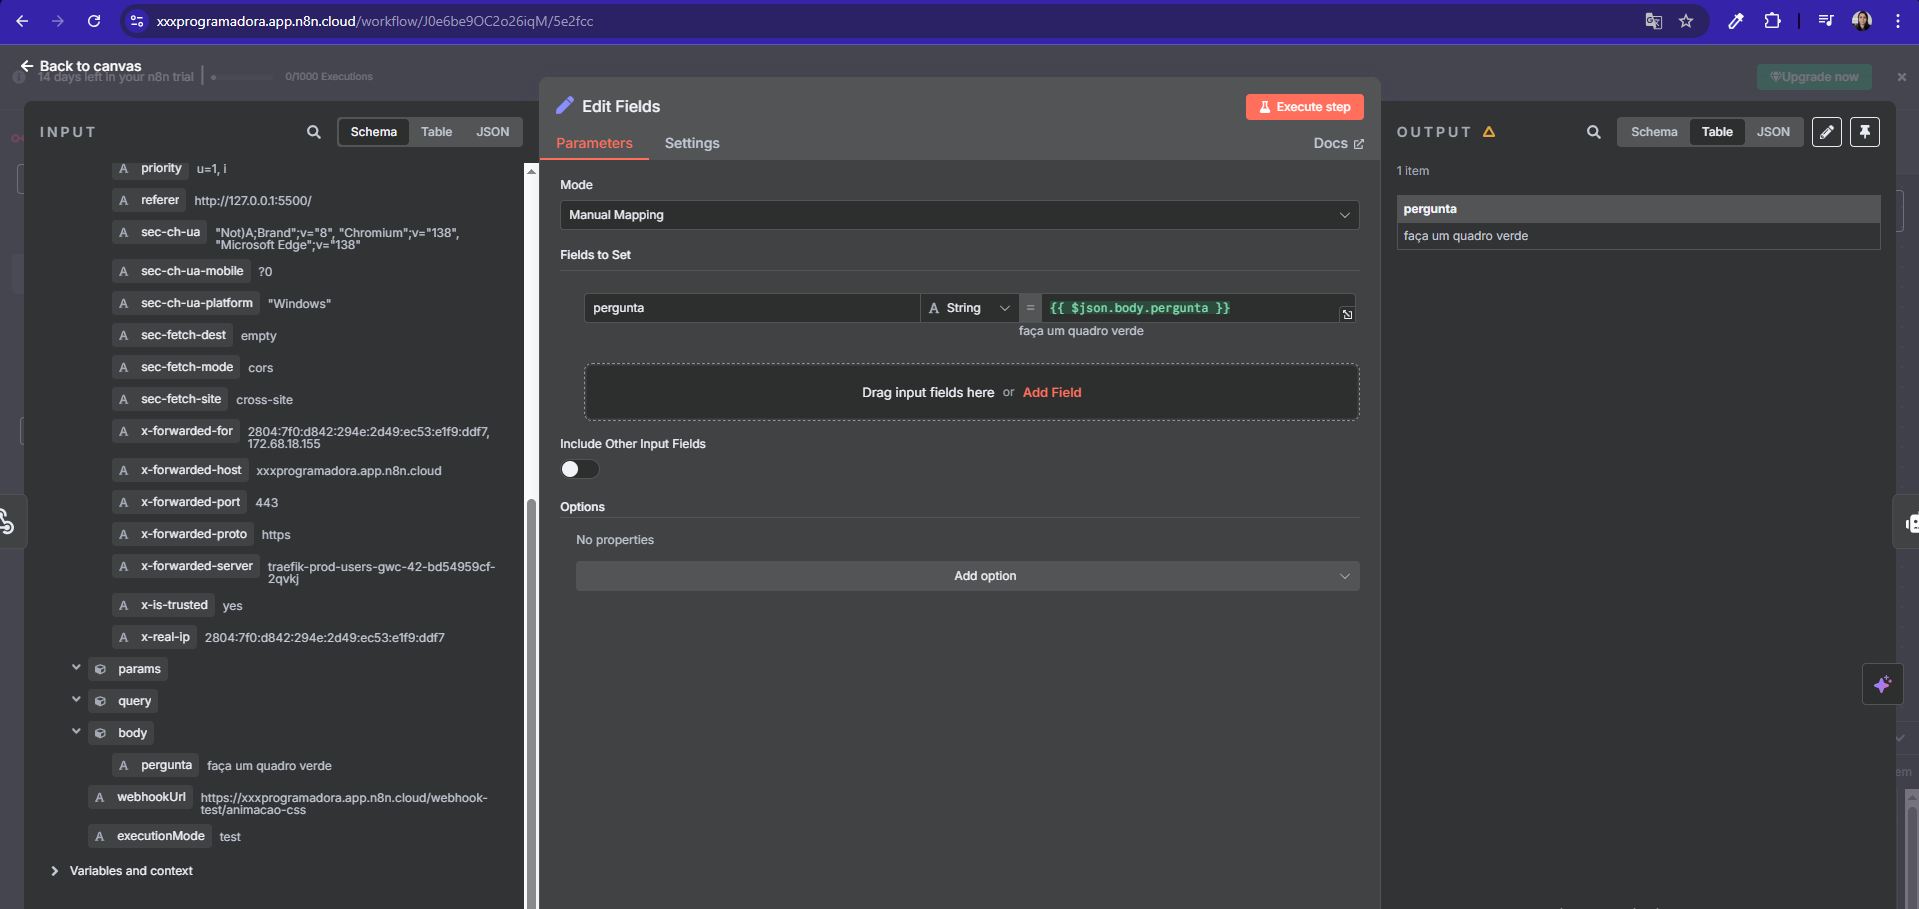 xxxprogramadora.app.n8n.cloud/workflow/J0e6be9OC2o26iqM/5e2fcc
Back to canvas
14 days left in your n8n trial
0/1000 Executions
Upgrade now
INPUT
Schema
Table
JSON
A priority u=1, i
A referer http://127.0.0.1:5500/
A sec-ch-ua "Not)A;Brand";v="8", "Chromium";v="138",
"Microsoft Edge";v="138"
A sec-ch-ua-mobile ?0
A sec-ch-ua-platform "Windows"
A sec-fetch-dest empty
A sec-fetch-mode cors
A sec-fetch-site cross-site
A x-forwarded-for 2804:7f0:d842:294e:2d49:ec53:e1f9:ddf7,
172.68.18.155
A x-forwarded-host xxxprogramadora.app.n8n.cloud
A x-forwarded-port 443
A x-forwarded-proto https
A x-forwarded-server traefik-prod-users-gwc-42-bd54959cf-
2qvkj
A x-is-trusted yes
A x-real-ip 2804:7f0:d842:294e:2d49:ec53:e1f9:ddf7
params
query
body
A pergunta faça um quadro verde
A webhookUrl https://xxxprogramadora.app.n8n.cloud/webhook-
test/animacao-css
A executionMode test
Variables and context
Edit Fields
Execute step
Parameters
Settings
Docs
Mode
Manual Mapping
Fields to Set
pergunta
A String
=
{{ $json.body.pergunta }}
faça um quadro verde
Drag input fields here or Add Field
Include Other Input Fields
Options
No properties
Add option
OUTPUT
Schema
Table
JSON
1 item
pergunta
faça um quadro verde